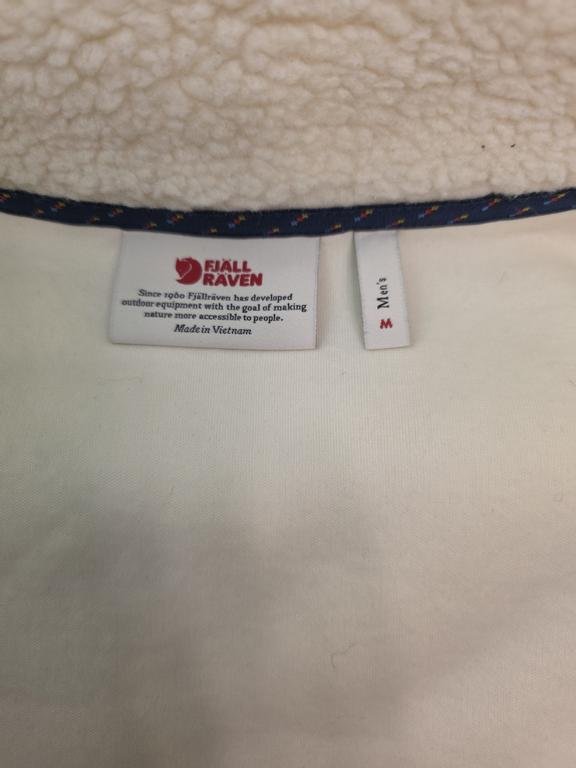 FJÄLL
RÄVEN
Since 1960 Fjällräven has developed
outdoor equipment with the goal of making
nature more accessible to people.
Made in Vietnam
Men's
M